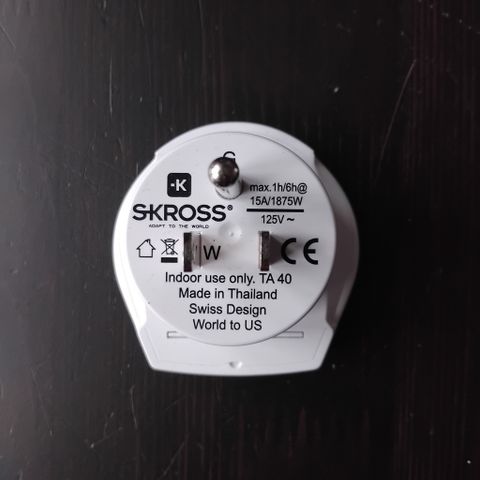 G
-K
max.1h/6h@
15A/1875W
125V ~
SKROSS®
ADAPT TO THE WORLD
W
CE
Indoor use only. TA 40
Made in Thailand
Swiss Design
World to US